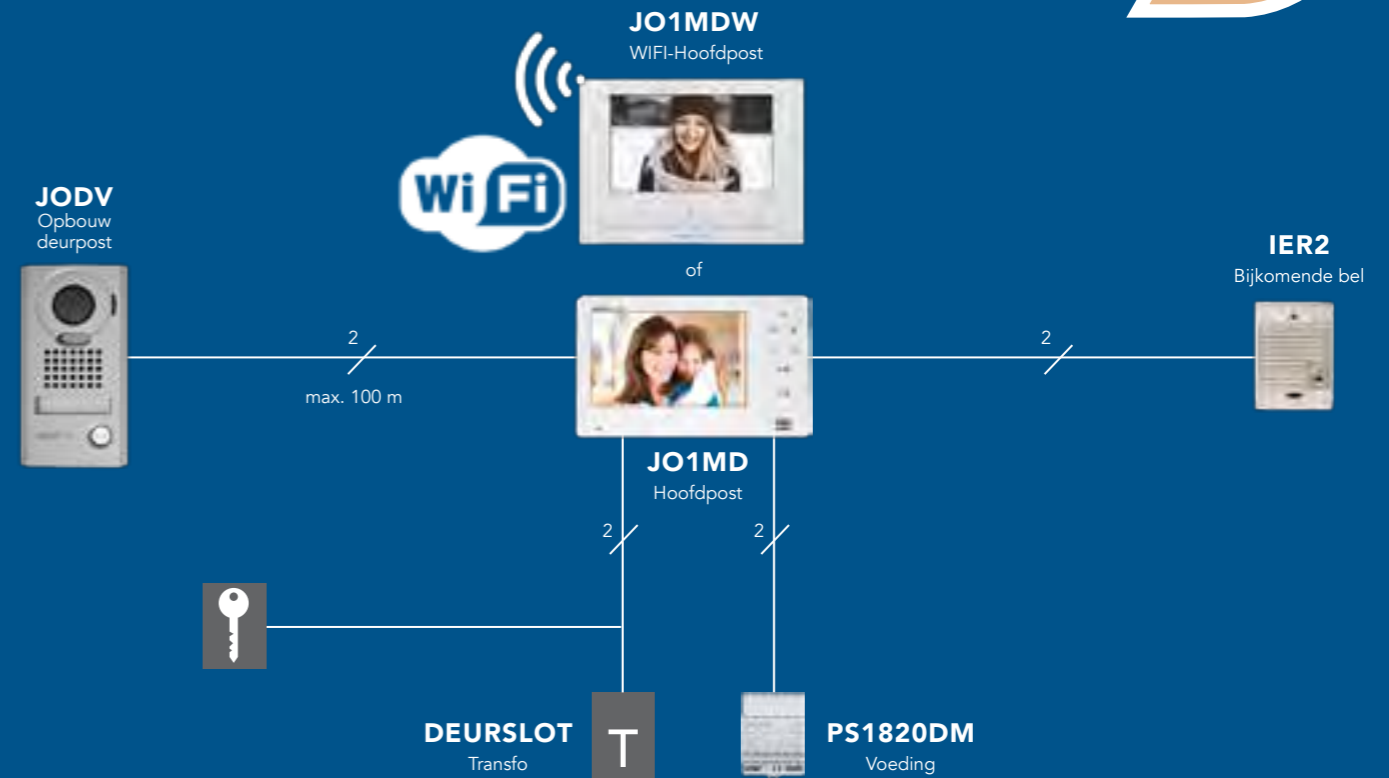 JO1MDW
WIFI-Hoofdpost
Wi Fi
JODV
Opbouw
deurpost
of
IER2
Bijkomende bel
2
max. 100 m
2
JO1MD
Hoofdpost
2
2
DEURSLOT
Transfo
T
PS1820DM
Voeding